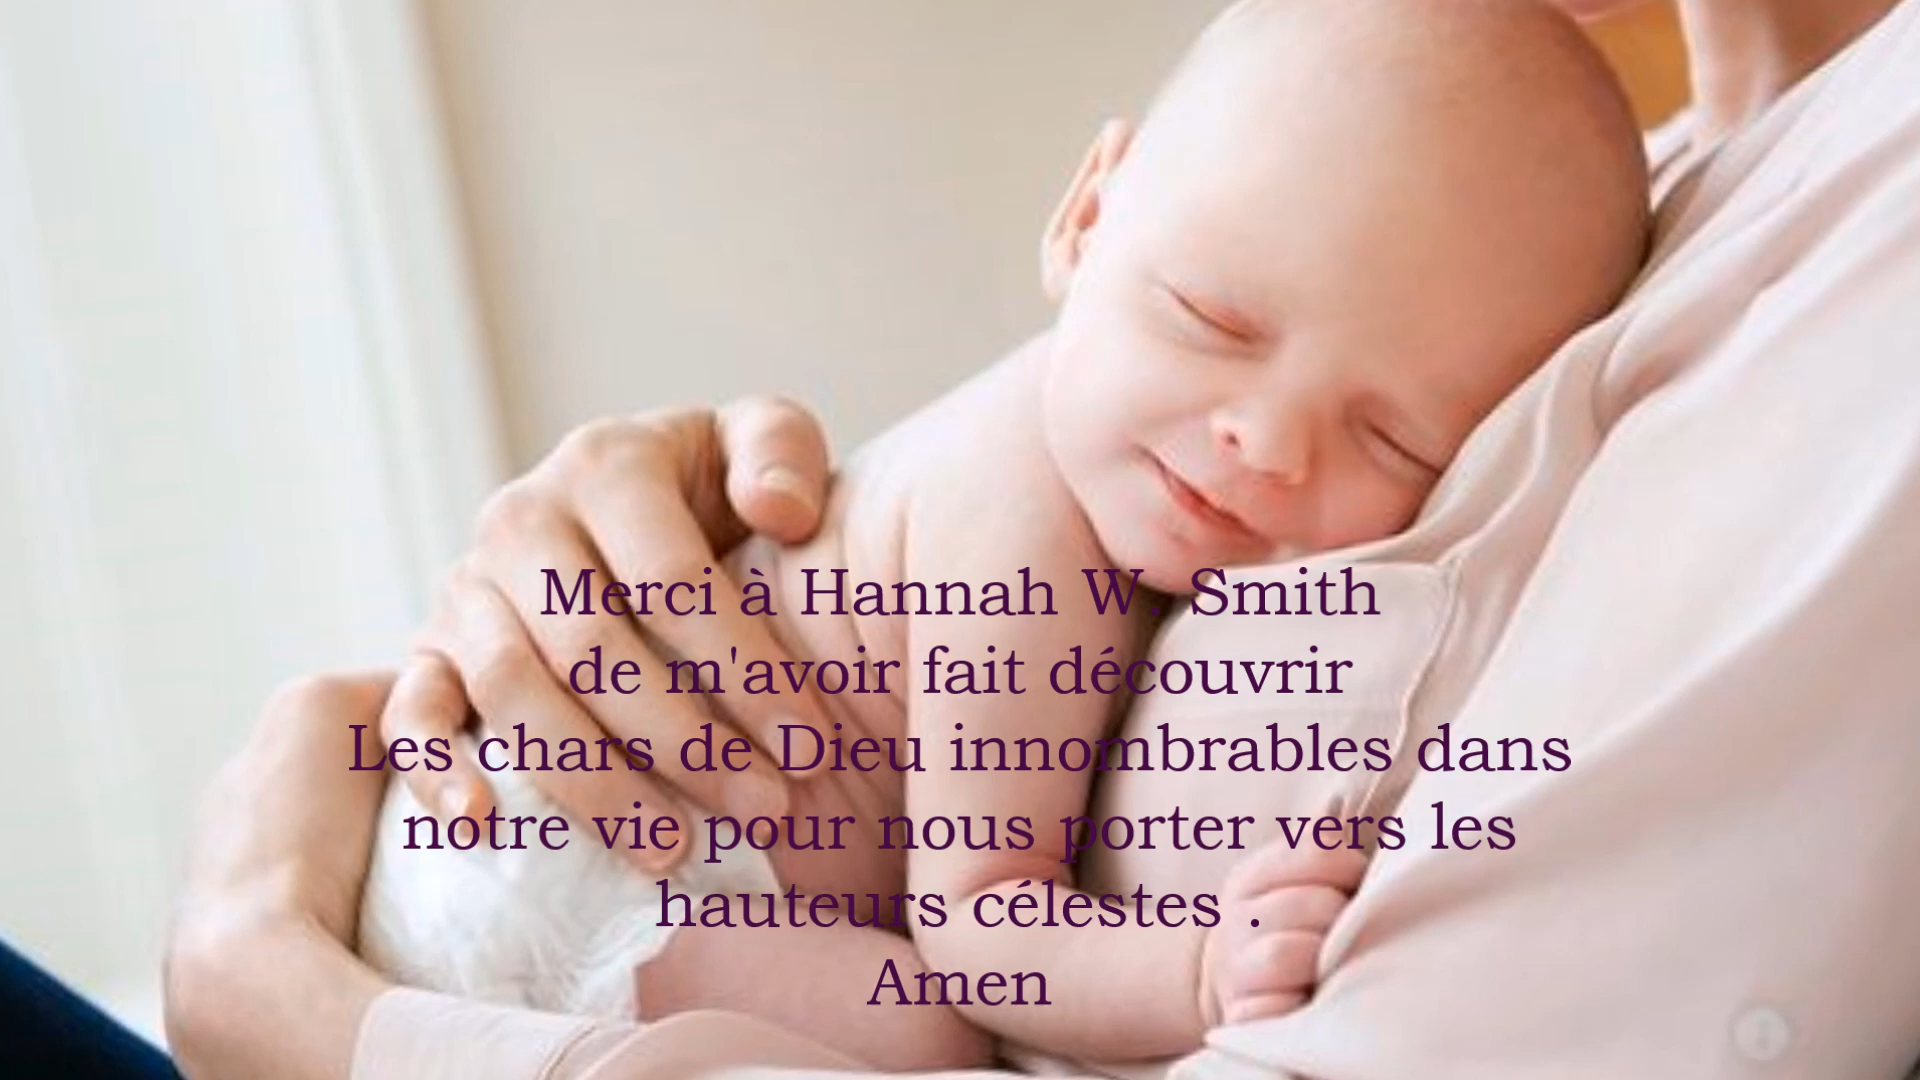 Merci à Hannah W. Smith
de m'avoir fait découvrir
Les chars de Dieu innombrables dans
notre vie pour nous porter vers les
hauteurs célestes .
Amen